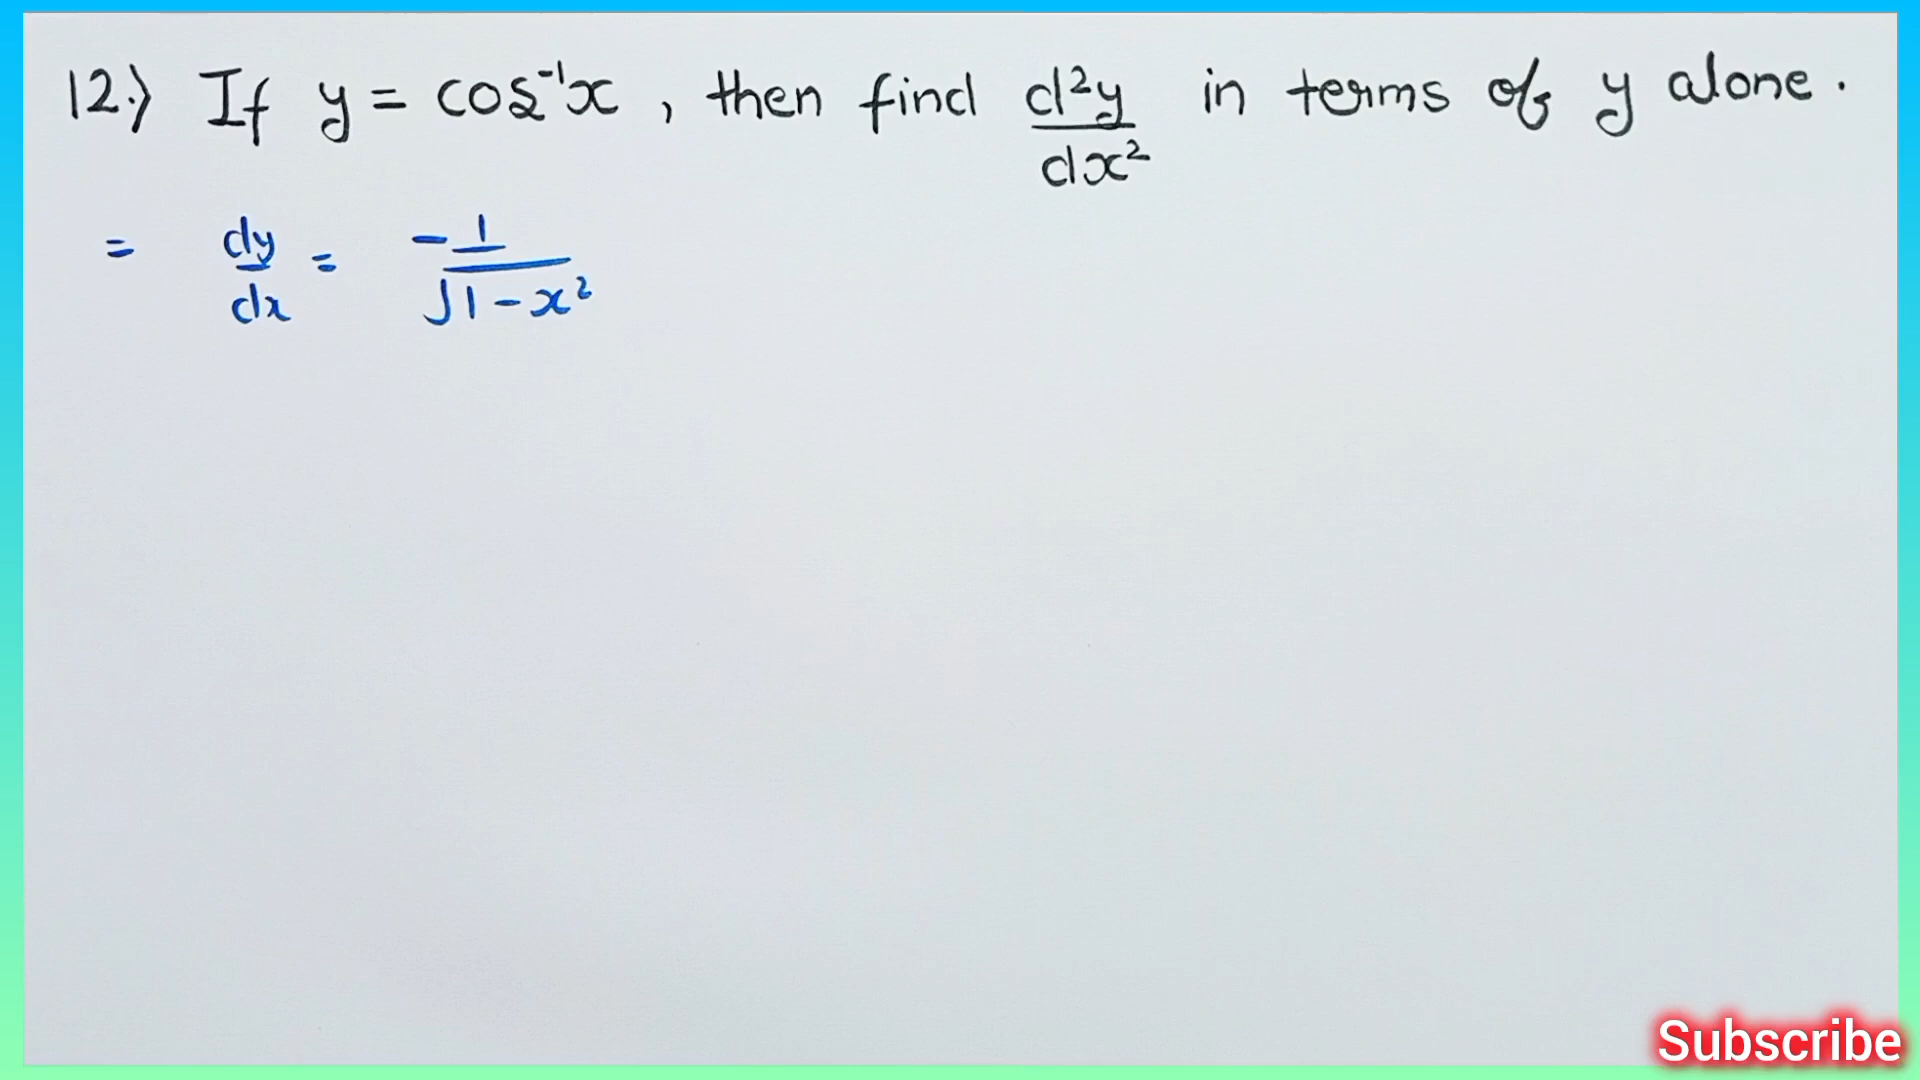 12.) If y = cos⁻¹x , then find d²y/dx² in terms of y alone.
= dy/dx = -1/√1-x²
Subscribe